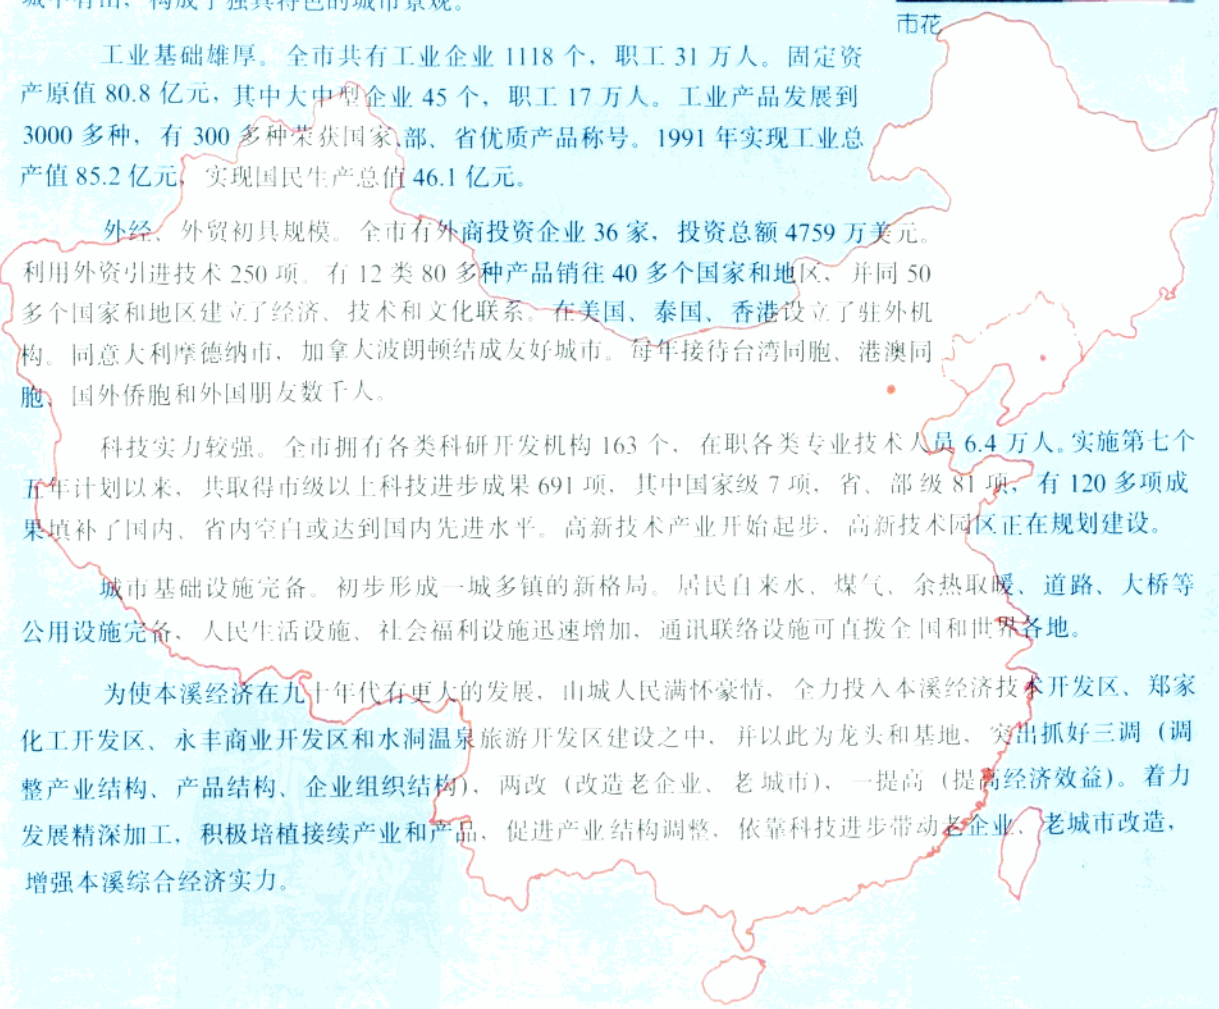 城中有山，构成了独具特色的城市景观。
市花
工业基础雄厚。全市共有工业企业 1118 个，职工 31 万人。固定资
产原值 80.8 亿元，其中大中型企业 45 个，职工 17 万人。工业产品发展到
3000 多种，有 300 多种荣获国家、部、省优质产品称号。1991 年实现工业总
产值 85.2 亿元，实现国民生产总值 46.1 亿元。
外经、外贸初具规模。全市有外商投资企业 36 家，投资总额 4759 万美元。
利用外资引进技术 250 项。有 12 类 80 多种产品销往 40 多个国家和地区，并同 50
多个国家和地区建立了经济、技术和文化联系。在美国、泰国、香港设立了驻外机
构。同意大利摩德纳市，加拿大波朗顿结成友好城市。每年接待台湾同胞、港澳同
胞、国外侨胞和外国朋友数千人。
科技实力较强。全市拥有各类科研开发机构 163 个，在职各类专业技术人员 6.4 万人。实施第七个
五年计划以来，共取得市级以上科技进步成果 691 项，其中国家级 7 项，省、部级 81 项，有 120 多项成
果填补了国内、省内空白或达到国内先进水平。高新技术产业开始起步，高新技术园区正在规划建设。
城市基础设施完备。初步形成一城多镇的新格局。居民自来水、煤气、余热取暖、道路、大桥等
公用设施完备，人民生活设施、社会福利设施迅速增加，通讯联络设施可直拨全国和世界各地。
为使本溪经济在九十年代有更大的发展，山城人民满怀豪情，全力投入本溪经济技术开发区、郑家
化工开发区、永丰商业开发区和水洞温泉旅游开发区建设之中，并以此为龙头和基地，突出抓好三调（调
整产业结构、产品结构、企业组织结构），两改（改造老企业、老城市），一提高（提高经济效益）。着力
发展精深加工，积极培植接续产业和产品，促进产业结构调整，依靠科技进步带动老企业、老城市改造，
增强本溪综合经济实力。